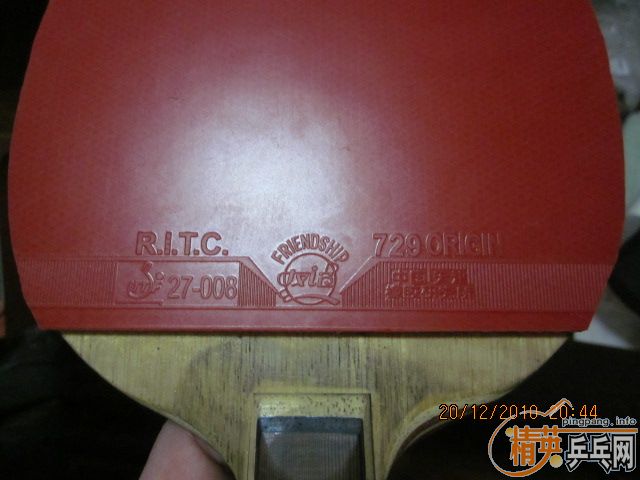 R.I.T.C.
FRIENDSHIP
729 ORIGIN
27-008
20/12/2010 20:44
pingpang.info
精英乒乓网